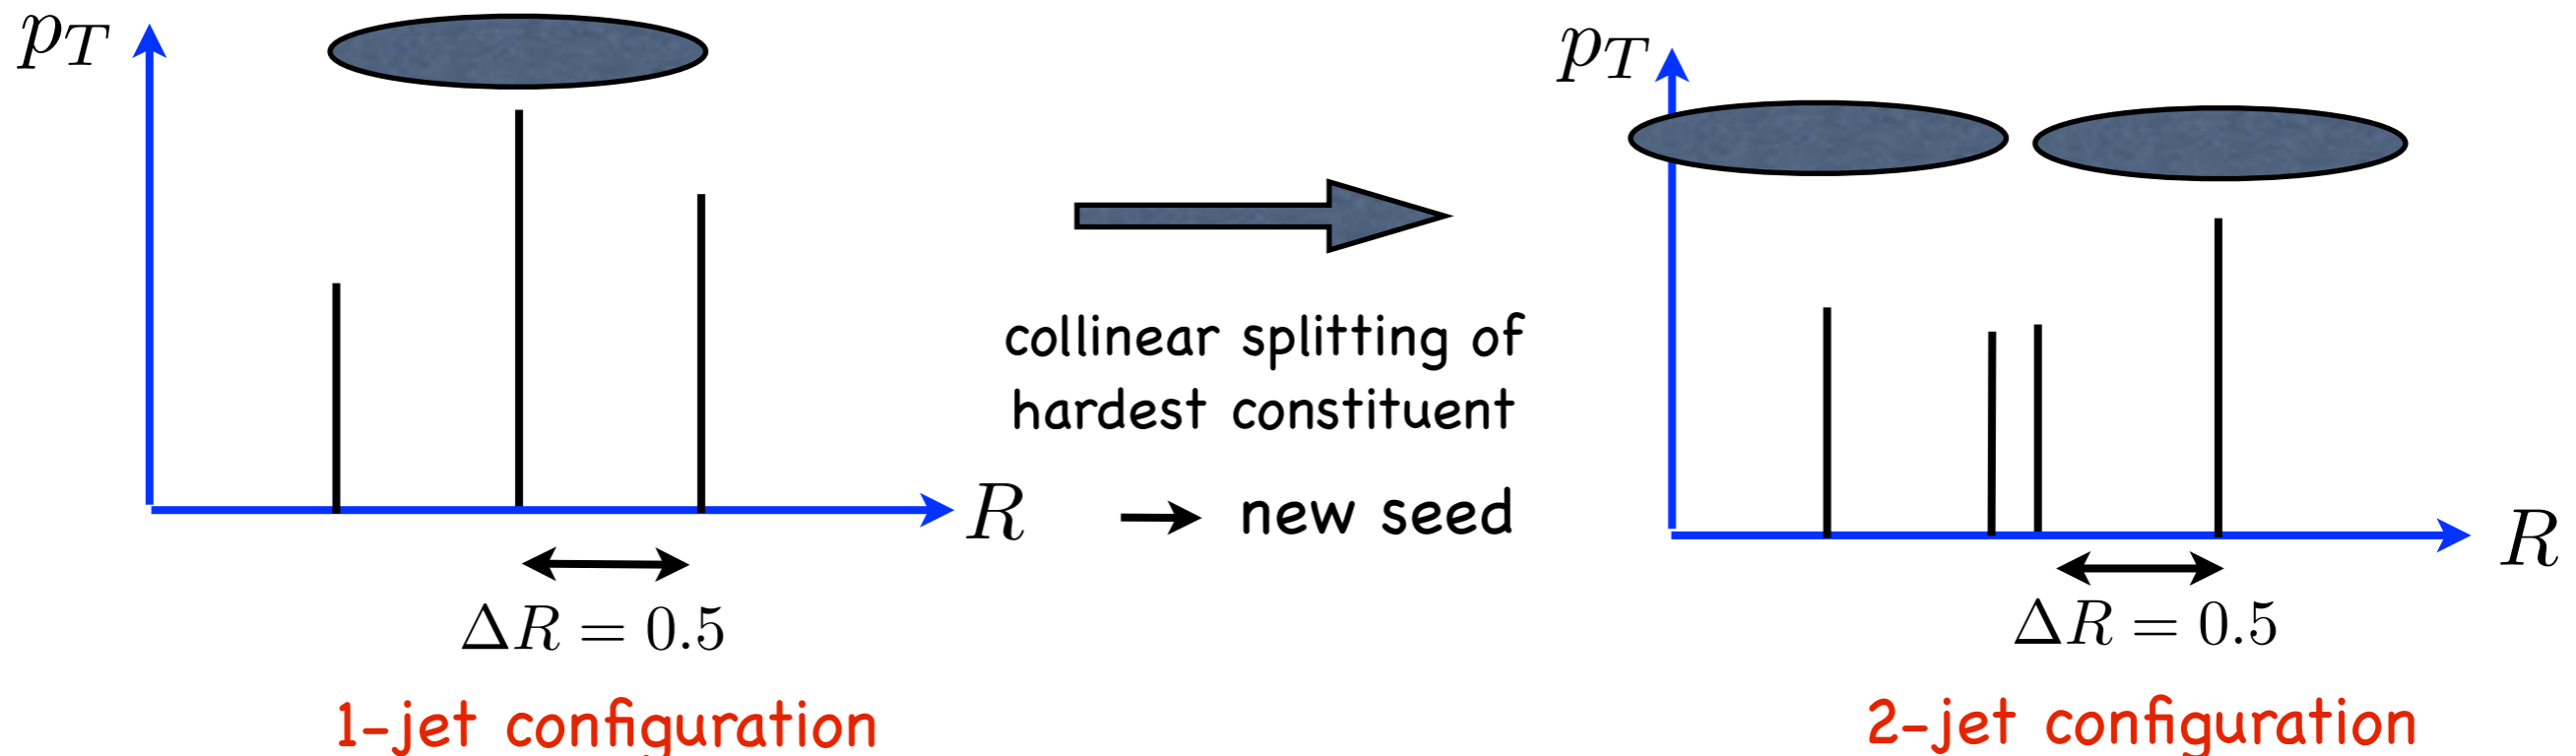 p_T
R
ΔR = 0.5
1-jet configuration
collinear splitting of
hardest constituent
→ new seed
p_T
R
ΔR = 0.5
2-jet configuration